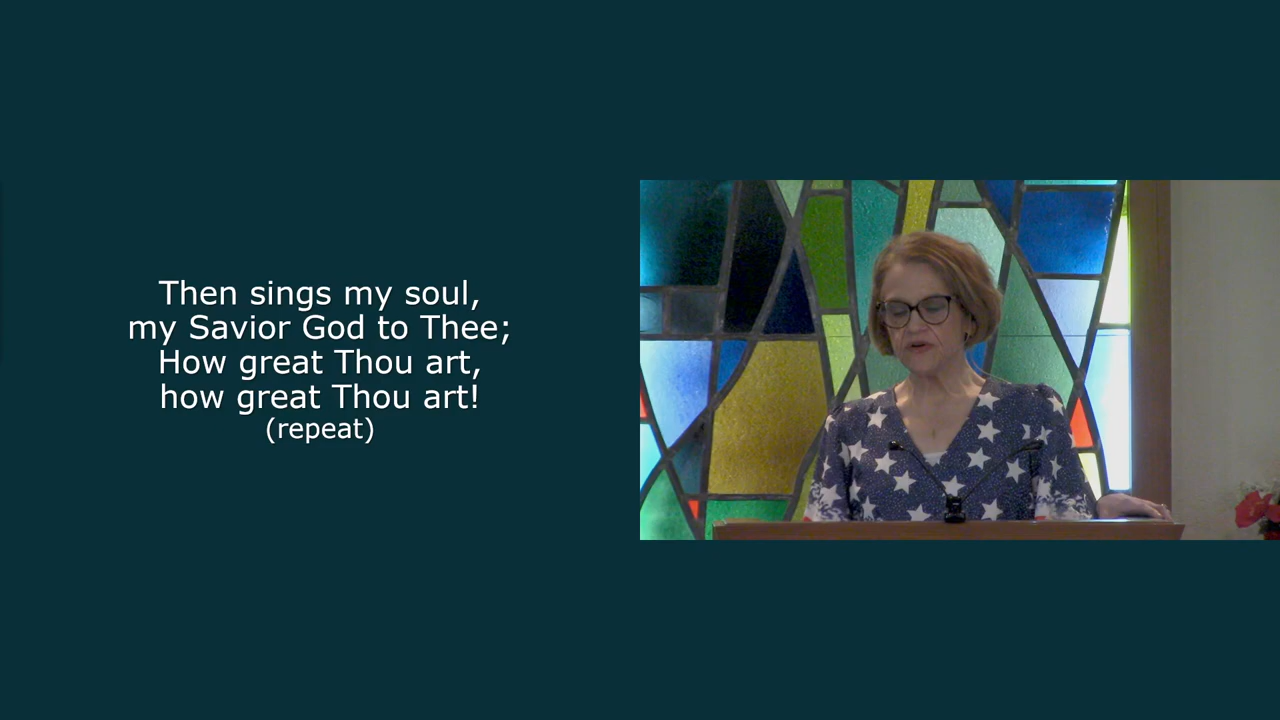 Then sings my soul,
my Savior God to Thee;
How great Thou art,
how great Thou art!
(repeat)